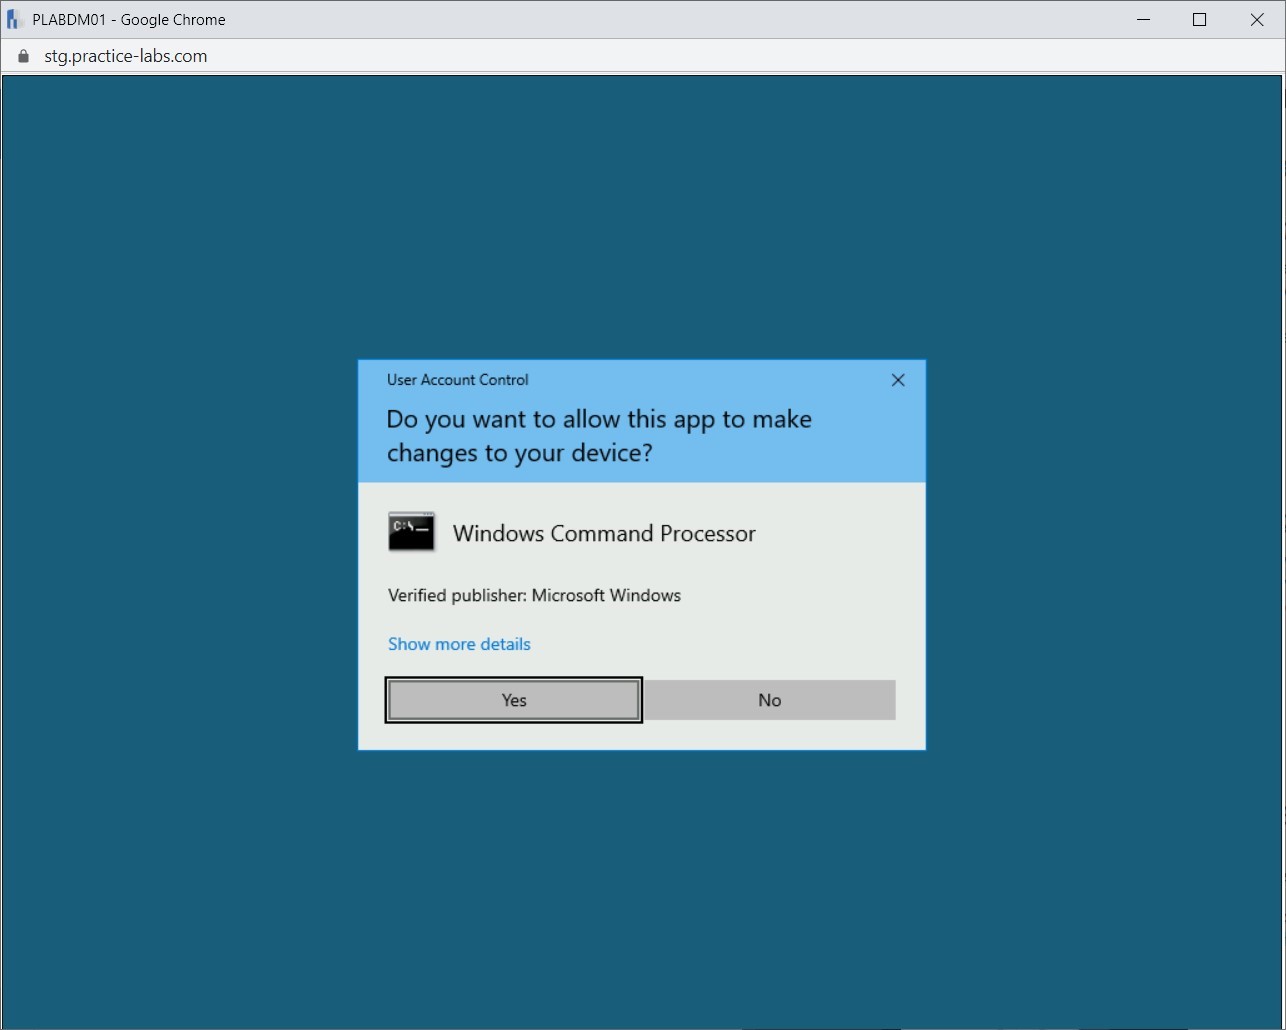 PLABDM01 - Google Chrome
stg.practice-labs.com
User Account Control
Do you want to allow this app to make
changes to your device?
C:\_
Windows Command Processor
Verified publisher: Microsoft Windows
Show more details
Yes No